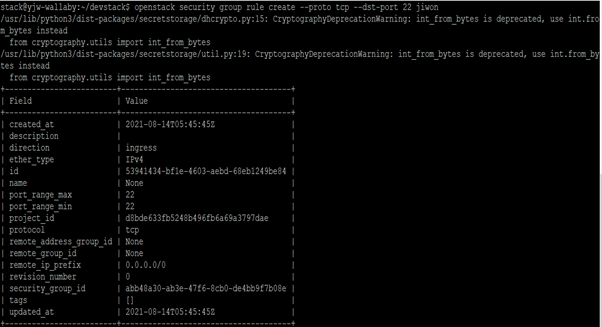 stack@yjw-wallaby:~/devstack$ openstack security group rule create --proto tcp --dst-port 22 jiwon
/usr/lib/python3/dist-packages/secretstorage/dhcrypto.py:15: CryptographyDeprecationWarning: int_from_bytes is deprecated, use int.fro
m_bytes instead
  from cryptography.utils import int_from_bytes
/usr/lib/python3/dist-packages/secretstorage/util.py:19: CryptographyDeprecationWarning: int_from_bytes is deprecated, use int.from_by
tes instead
  from cryptography.utils import int_from_bytes
+-------------------------+--------------------------------------+
| Field                   | Value                                |
+-------------------------+--------------------------------------+
| created_at              | 2021-08-14T05:45:45Z                 |
| description             |                                      |
| direction               | ingress                              |
| ether_type              | IPv4                                 |
| id                      | 53941434-bf1e-4603-aebd-68eb1249be84 |
| name                    | None                                 |
| port_range_max          | 22                                   |
| port_range_min          | 22                                   |
| project_id              | d8bde633fb5248b496fb6a69a3797dae     |
| protocol                | tcp                                  |
| remote_address_group_id | None                                 |
| remote_group_id         | None                                 |
| remote_ip_prefix        | 0.0.0.0/0                            |
| revision_number         | 0                                    |
| security_group_id       | abb48a30-ab3e-47f6-8cb0-de4bb9f7b08e |
| tags                    | []                                   |
| updated_at              | 2021-08-14T05:45:45Z                 |
+-------------------------+--------------------------------------+